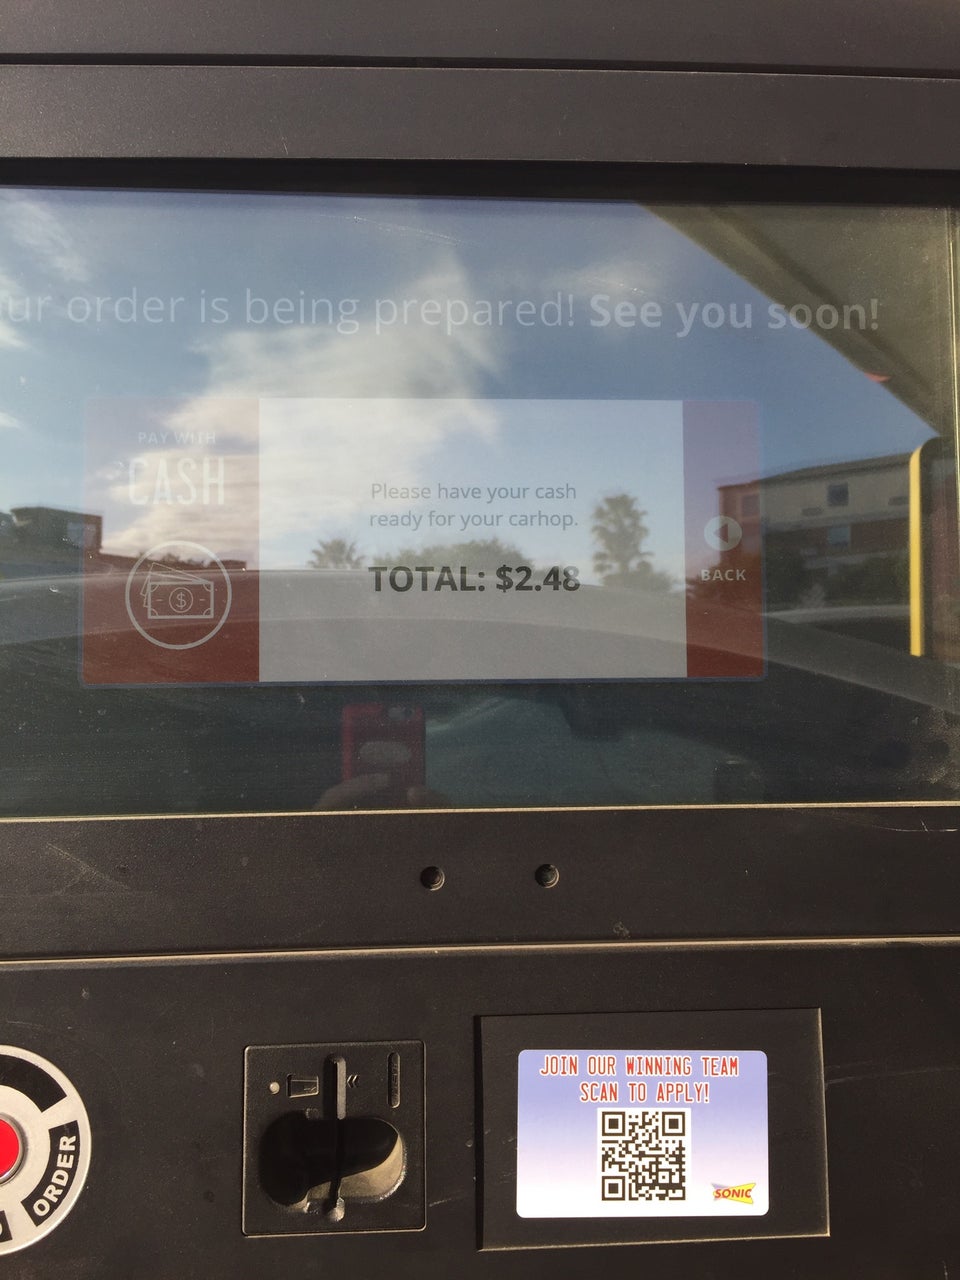 ur order is being prepared! See you soon!
PAY WITH
CASH
Please have your cash
ready for your carhop.
TOTAL: $2.48
BACK
JOIN OUR WINNING TEAM
SCAN TO APPLY!
SONIC
ORDER